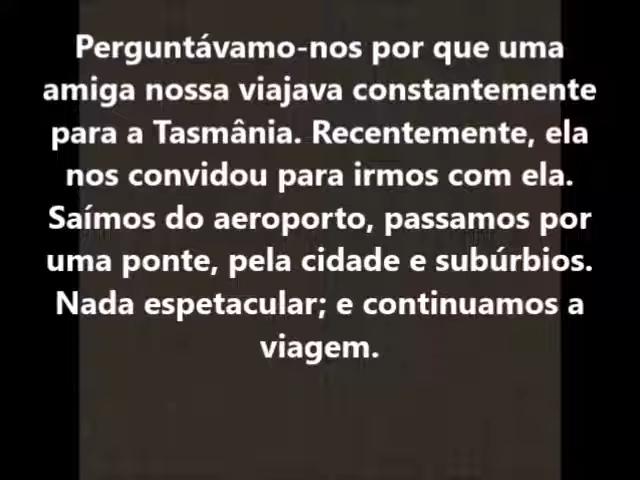 Perguntávamo-nos por que uma
amiga nossa viajava constantemente
para a Tasmânia. Recentemente, ela
nos convidou para irmos com ela.
Saímos do aeroporto, passamos por
uma ponte, pela cidade e subúrbios.
Nada espetacular; e continuamos a
viagem.